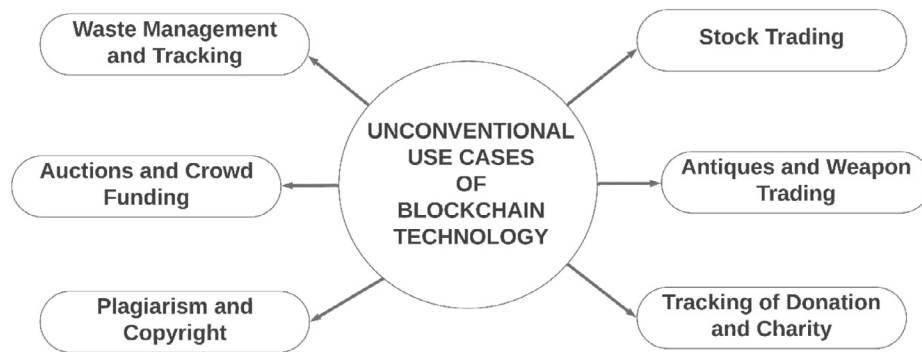 Waste Management
and Tracking
Stock Trading
UNCONVENTIONAL
USE CASES
OF
BLOCKCHAIN
TECHNOLOGY
Auctions and Crowd
Funding
Antiques and Weapon
Trading
Plagiarism and
Copyright
Tracking of Donation
and Charity